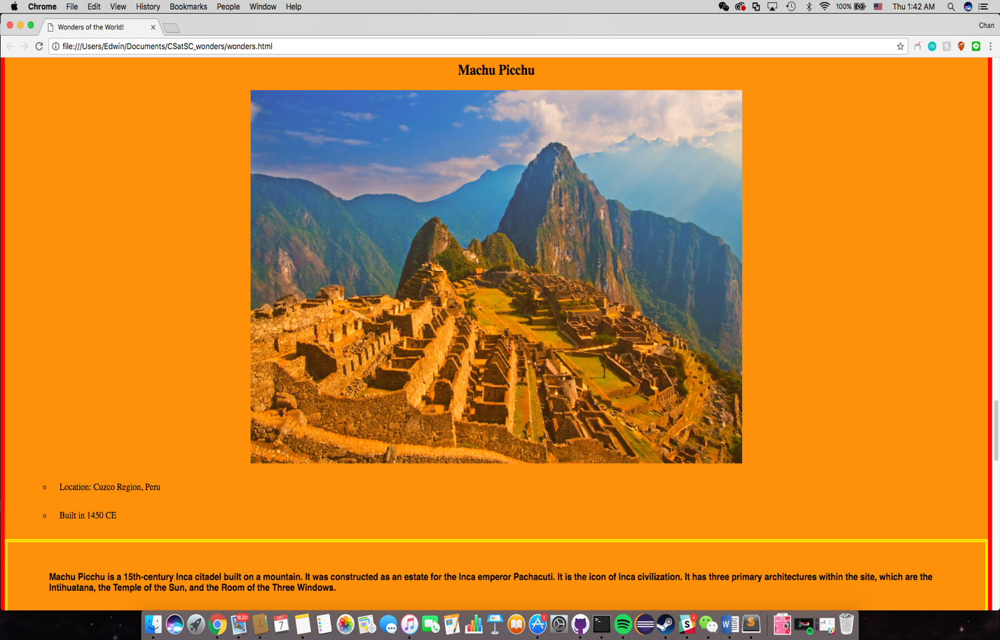 Chrome File Edit View History Bookmarks People Window Help 100% Thu 1:42 AM
Wonders of the World! Chan
file:///Users/Edwin/Documents/CSatSC_wonders/wonders.html
Machu Picchu
Location: Cuzco Region, Peru
Built in 1450 CE
Machu Picchu is a 15th-century Inca citadel built on a mountain. It was constructed as an estate for the Inca emperor Pachacuti. It is the icon of Inca civilization. It has three primary architectures within the site, which are the
Intihuatana, the Temple of the Sun, and the Room of the Three Windows.
DEC
7